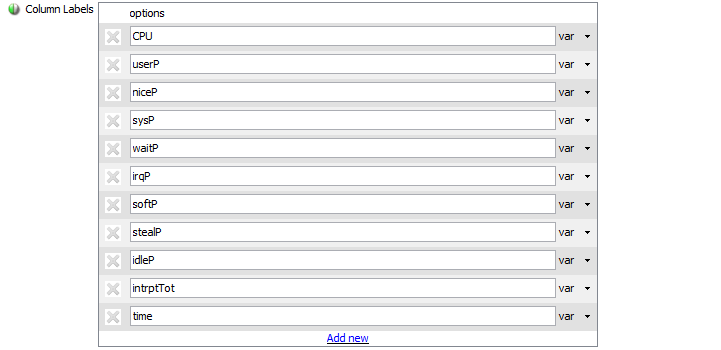 Column Labels
options
CPU var
userP var
niceP var
sysP var
waitP var
irqP var
softP var
stealP var
idleP var
intrptTot var
time var
Add new